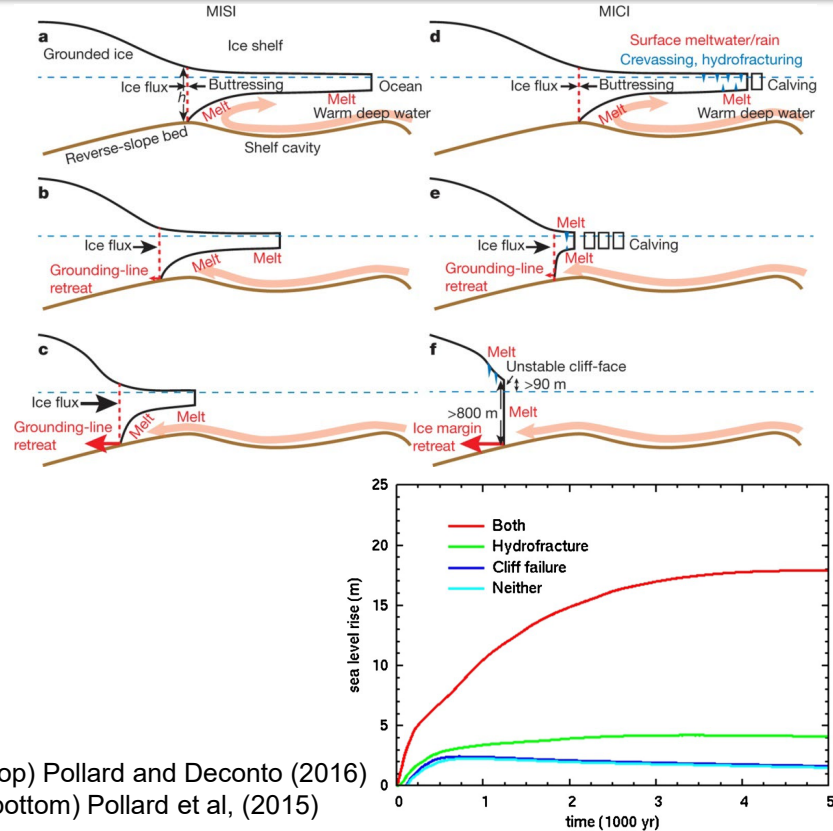 MISI
MICI
a
Grounded ice
Ice shelf
Ice flux
Buttressing
Ocean
h
Melt
Melt
Warm deep water
Reverse-slope bed
Shelf cavity
d
Surface meltwater/rain
Crevassing, hydrofracturing
Ice flux
Buttressing
Calving
Melt
Melt
Warm deep water
b
Ice flux
Grounding-line
retreat
Melt
Melt
e
Melt
Ice flux
Calving
Melt
Grounding-line
retreat
c
Ice flux
Melt
Grounding-line
retreat
Melt
f
Melt
Unstable cliff-face
>90 m
>800 m
Melt
Ice margin
retreat
25
20
15
10
5
0
sea level rise (m)
Both
Hydrofracture
Cliff failure
Neither
0 1 2 3 4 5
time (1000 yr)
op) Pollard and Deconto (2016)
bottom) Pollard et al, (2015)